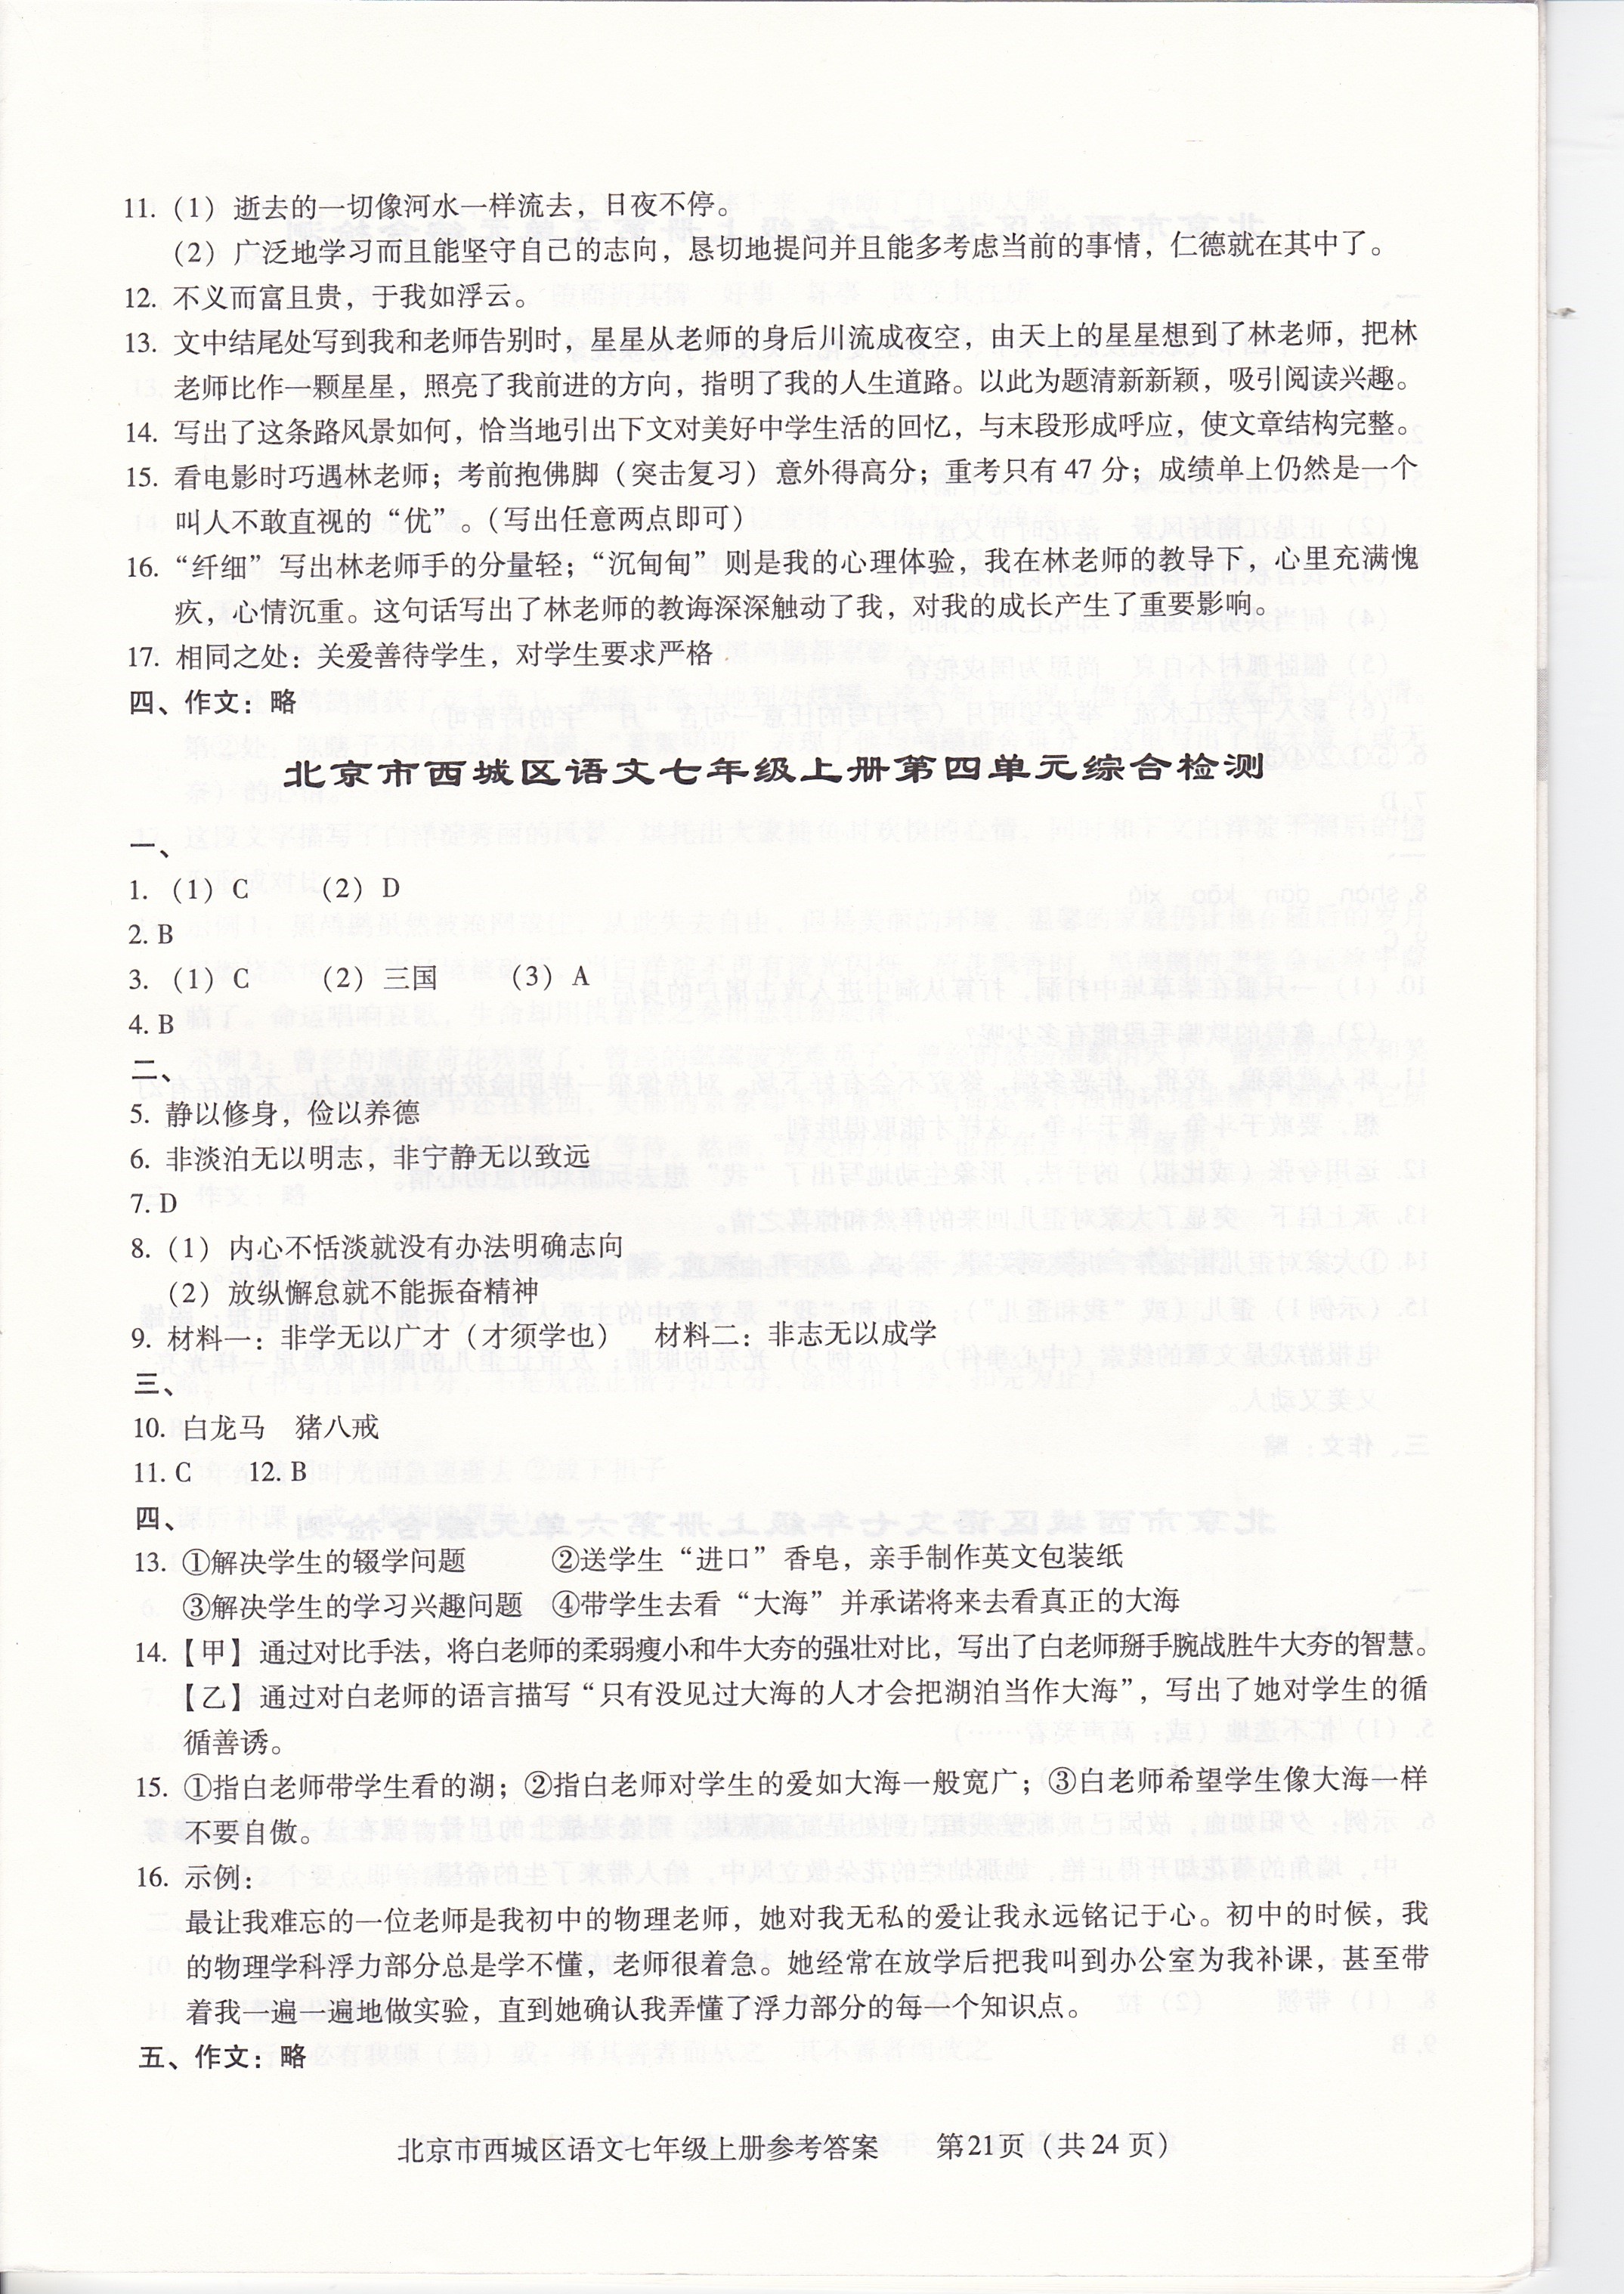 11. （1）逝去的一切像河水一样流去，日夜不停。
（2）广泛地学习而且能坚守自己的志向，恳切地提问并且能多考虑当前的事情，仁德就在其中了。
12. 不义而富且贵，于我如浮云。
13. 文中结尾处写到我和老师告别时，星星从老师的身后川流成夜空，由天上的星星想到了林老师，把林
老师比作一颗星星，照亮了我前进的方向，指明了我的人生道路。以此为题清新新颖，吸引阅读兴趣。
14. 写出了这条路风景如何，恰当地引出下文对美好中学生活的回忆，与末段形成呼应，使文章结构完整。
15. 看电影时巧遇林老师；考前抱佛脚（突击复习）意外得高分；重考只有 47 分；成绩单上仍然是一个
叫人不敢直视的“优”。（写出任意两点即可）
16. “纤细”写出林老师手的分量轻；“沉甸甸”则是我的心理体验，我在林老师的教导下，心里充满愧
疚，心情沉重。这句话写出了林老师的教诲深深触动了我，对我的成长产生了重要影响。
17. 相同之处：关爱善待学生，对学生要求严格
四、作文：略
北京市西城区语文七年级上册第四单元综合检测
一、
1. （1）C （2）D
2. B
3. （1）C （2）三国 （3）A
4. B
二、
5. 静以修身，俭以养德
6. 非淡泊无以明志，非宁静无以致远
7. D
8. （1）内心不恬淡就没有办法明确志向
（2）放纵懈怠就不能振奋精神
9. 材料一：非学无以广才（才须学也） 材料二：非志无以成学
三、
10. 白龙马 猪八戒
11. C 12. B
四、
13. ①解决学生的辍学问题 ②送学生“进口”香皂，亲手制作英文包装纸
③解决学生的学习兴趣问题 ④带学生去看“大海”并承诺将来去看真正的大海
14.【甲】通过对比手法，将白老师的柔弱瘦小和牛大夯的强壮对比，写出了白老师掰手腕战胜牛大夯的智慧。
【乙】通过对白老师的语言描写“只有没见过大海的人才会把湖泊当作大海”，写出了她对学生的循
循善诱。
15. ①指白老师带学生看的湖；②指白老师对学生的爱如大海一般宽广；③白老师希望学生像大海一样
不要自傲。
16. 示例：
最让我难忘的一位老师是我初中的物理老师，她对我无私的爱让我永远铭记于心。初中的时候，我
的物理学科浮力部分总是学不懂，老师很着急。她经常在放学后把我叫到办公室为我补课，甚至带
着我一遍一遍地做实验，直到她确认我弄懂了浮力部分的每一个知识点。
五、作文：略
北京市西城区语文七年级上册参考答案 第21页（共 24 页）